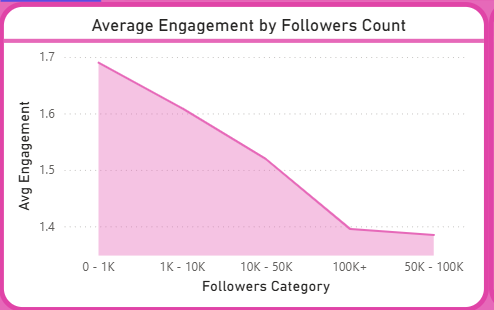 Average Engagement by Followers Count
1.7
1.6
1.5
1.4
Avg Engagement
0 - 1K 1K - 10K 10K - 50K 100K+ 50K - 100K
Followers Category